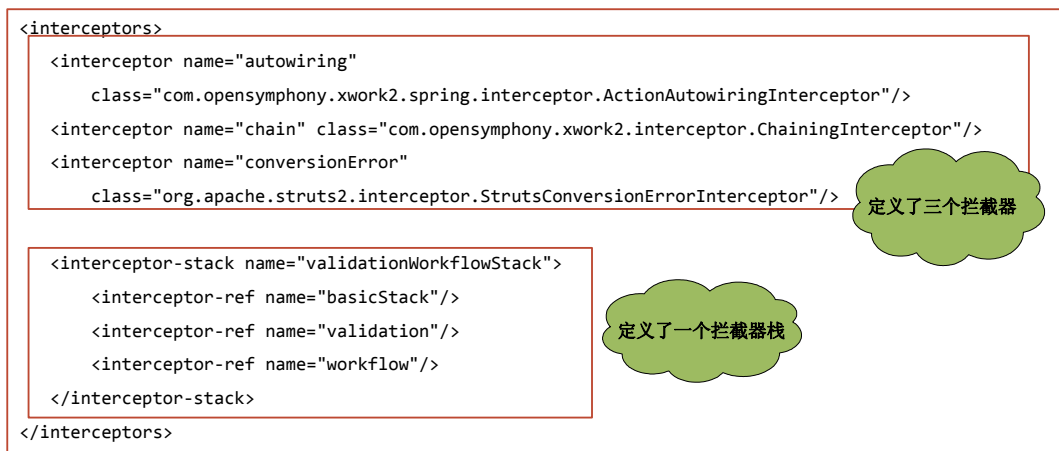 <interceptors>
<interceptor name="autowiring"
class="com.opensymphony.xwork2.spring.interceptor.ActionAutowiringInterceptor"/>
<interceptor name="chain" class="com.opensymphony.xwork2.interceptor.ChainingInterceptor"/>
<interceptor name="conversionError"
class="org.apache.struts2.interceptor.StrutsConversionErrorInterceptor"/>
定义了三个拦截器
<interceptor-stack name="validationWorkflowStack">
<interceptor-ref name="basicStack"/>
<interceptor-ref name="validation"/>
定义了一个拦截器栈
<interceptor-ref name="workflow"/>
</interceptor-stack>
</interceptors>